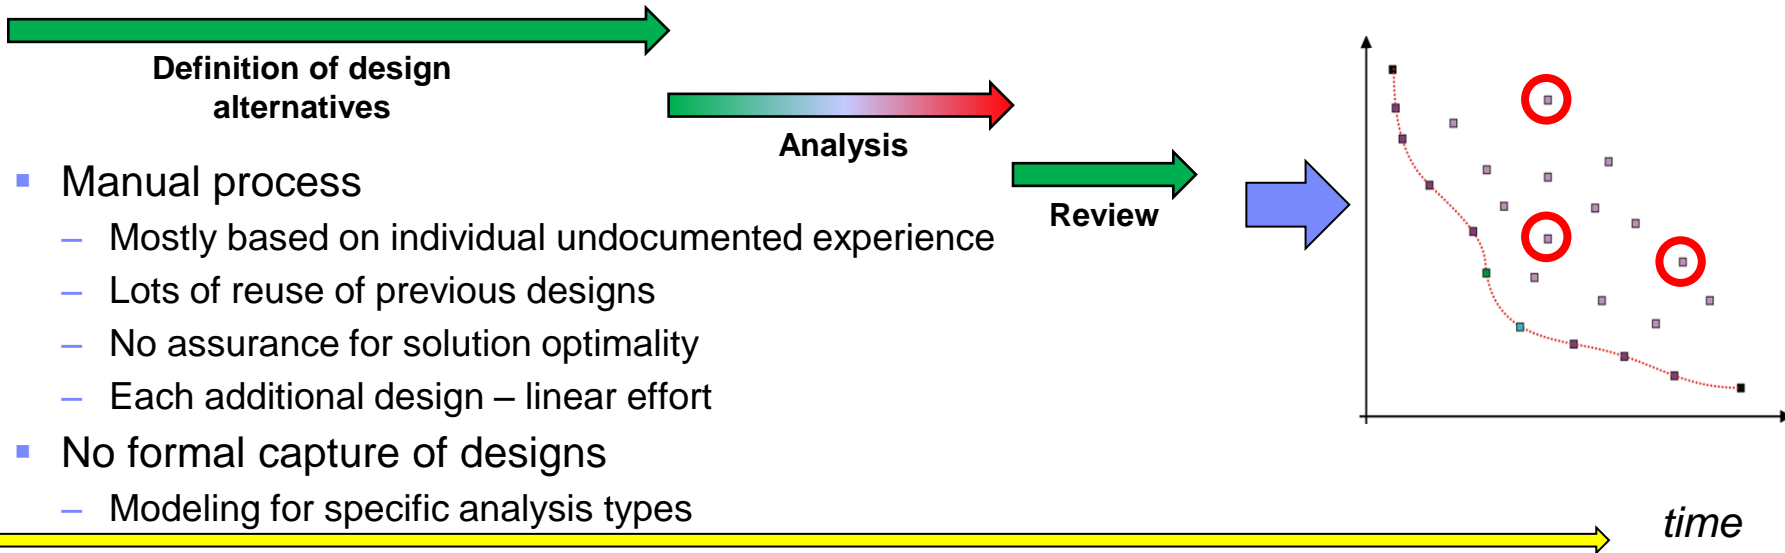 Definition of design
alternatives
Analysis
Review
Manual process
– Mostly based on individual undocumented experience
– Lots of reuse of previous designs
– No assurance for solution optimality
– Each additional design – linear effort
No formal capture of designs
– Modeling for specific analysis types
time